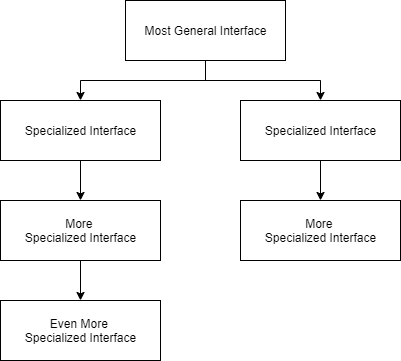 Most General Interface
Specialized Interface
Specialized Interface
More
Specialized Interface
More
Specialized Interface
Even More
Specialized Interface